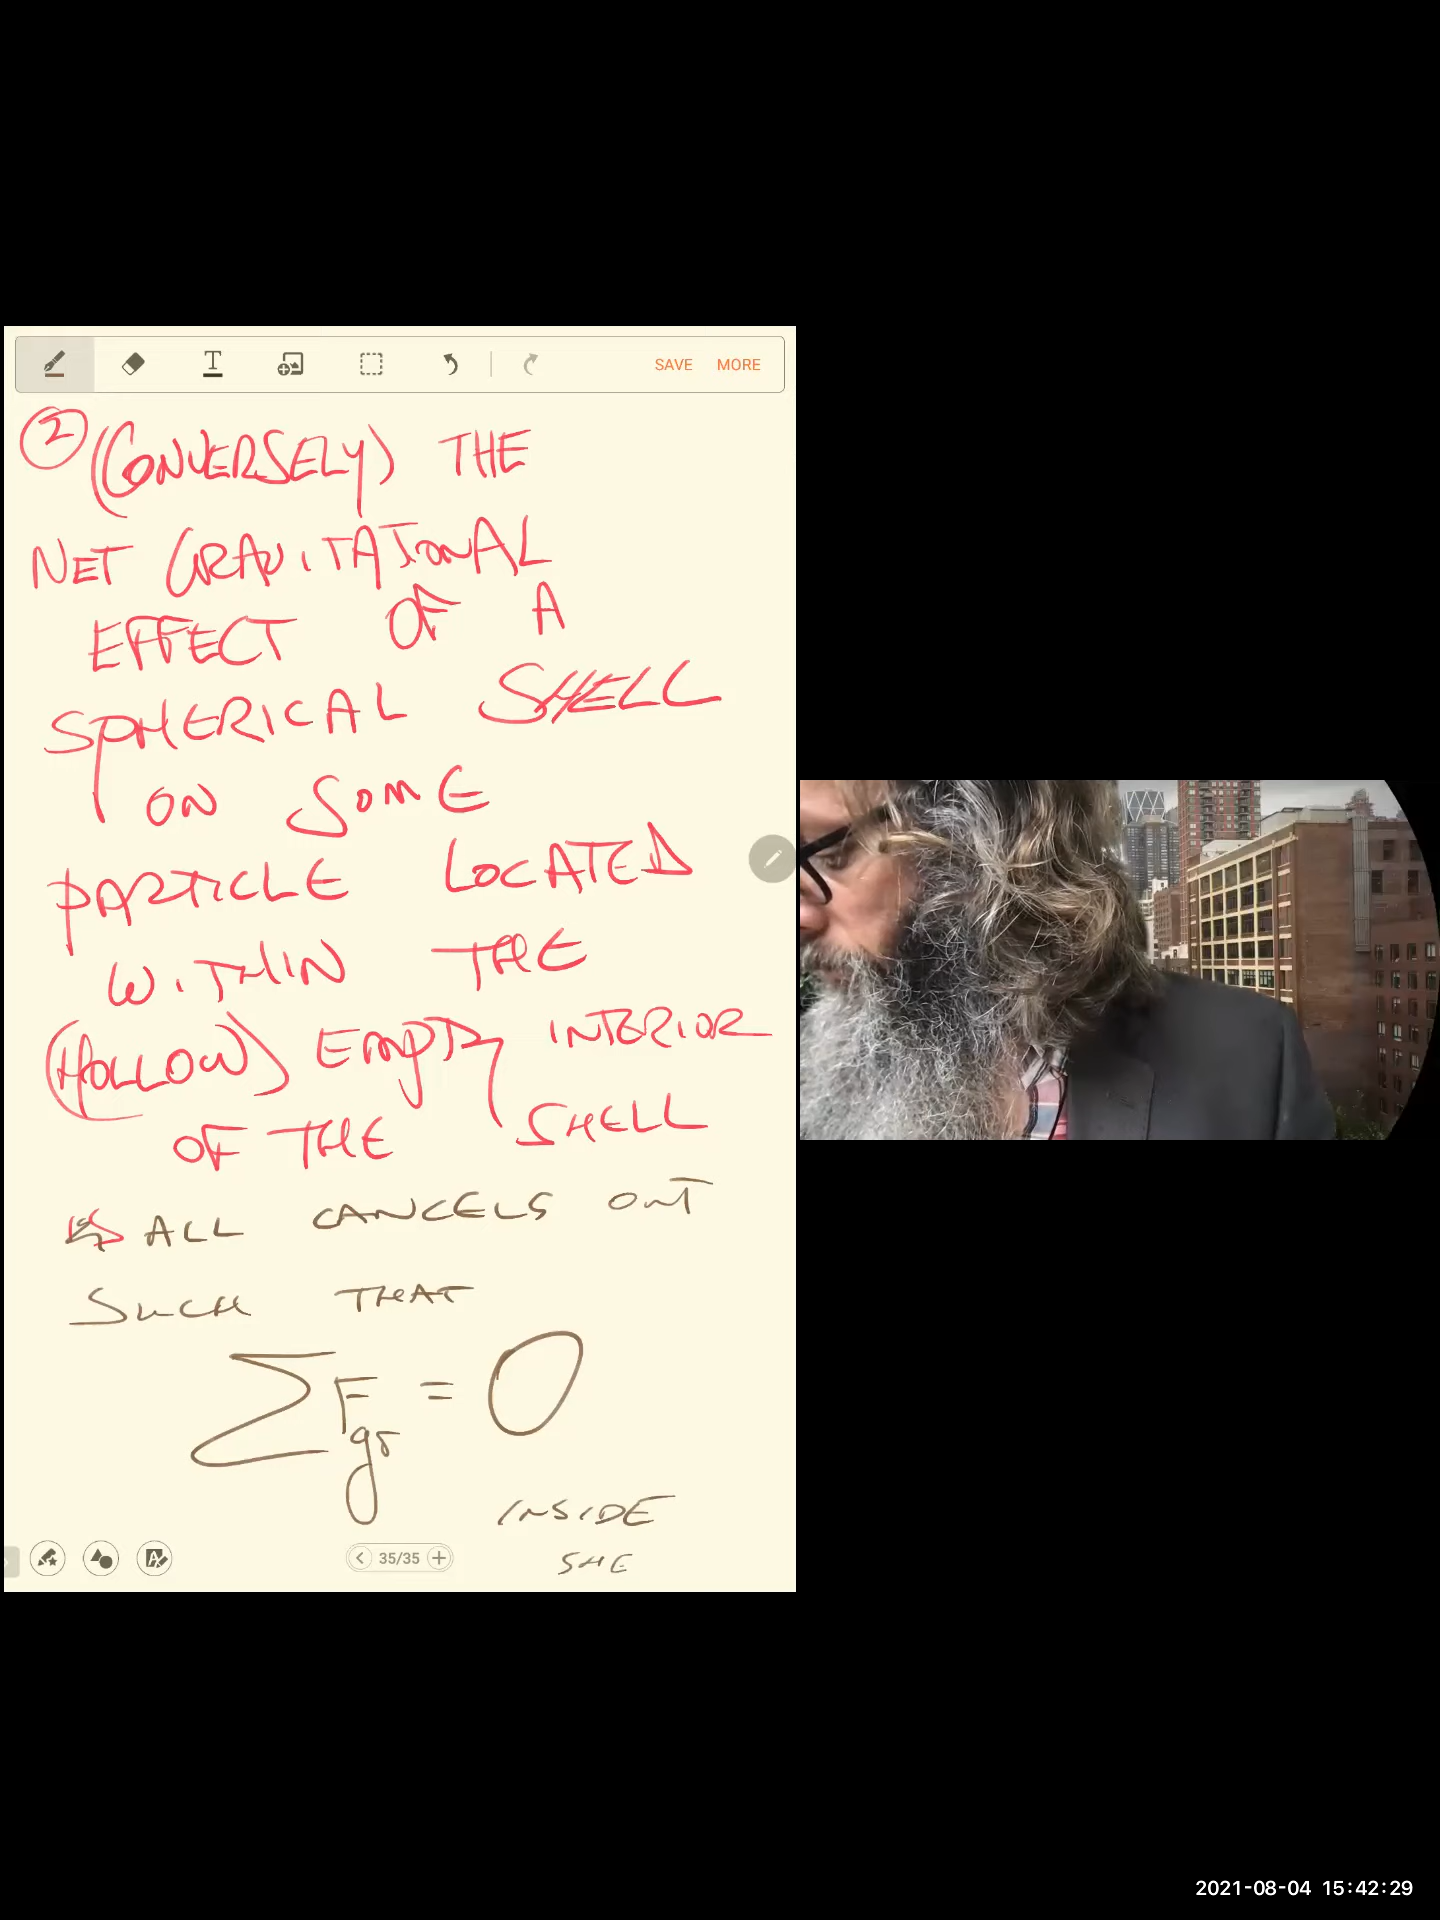 SAVE MORE
2 (CONVERSELY) THE
NET GRAVITATIONAL
EFFECT OF A
SPHERICAL SHELL
ON SOME
PARTICLE LOCATED
WITHIN THE
(HOLLOW) EMPTY INTERIOR
OF THE SHELL
ALL CANCELS OUT
SUCH THAT
∑ F gr = 0
INSIDE
SHE
35/35
2021-08-04 15:42:29